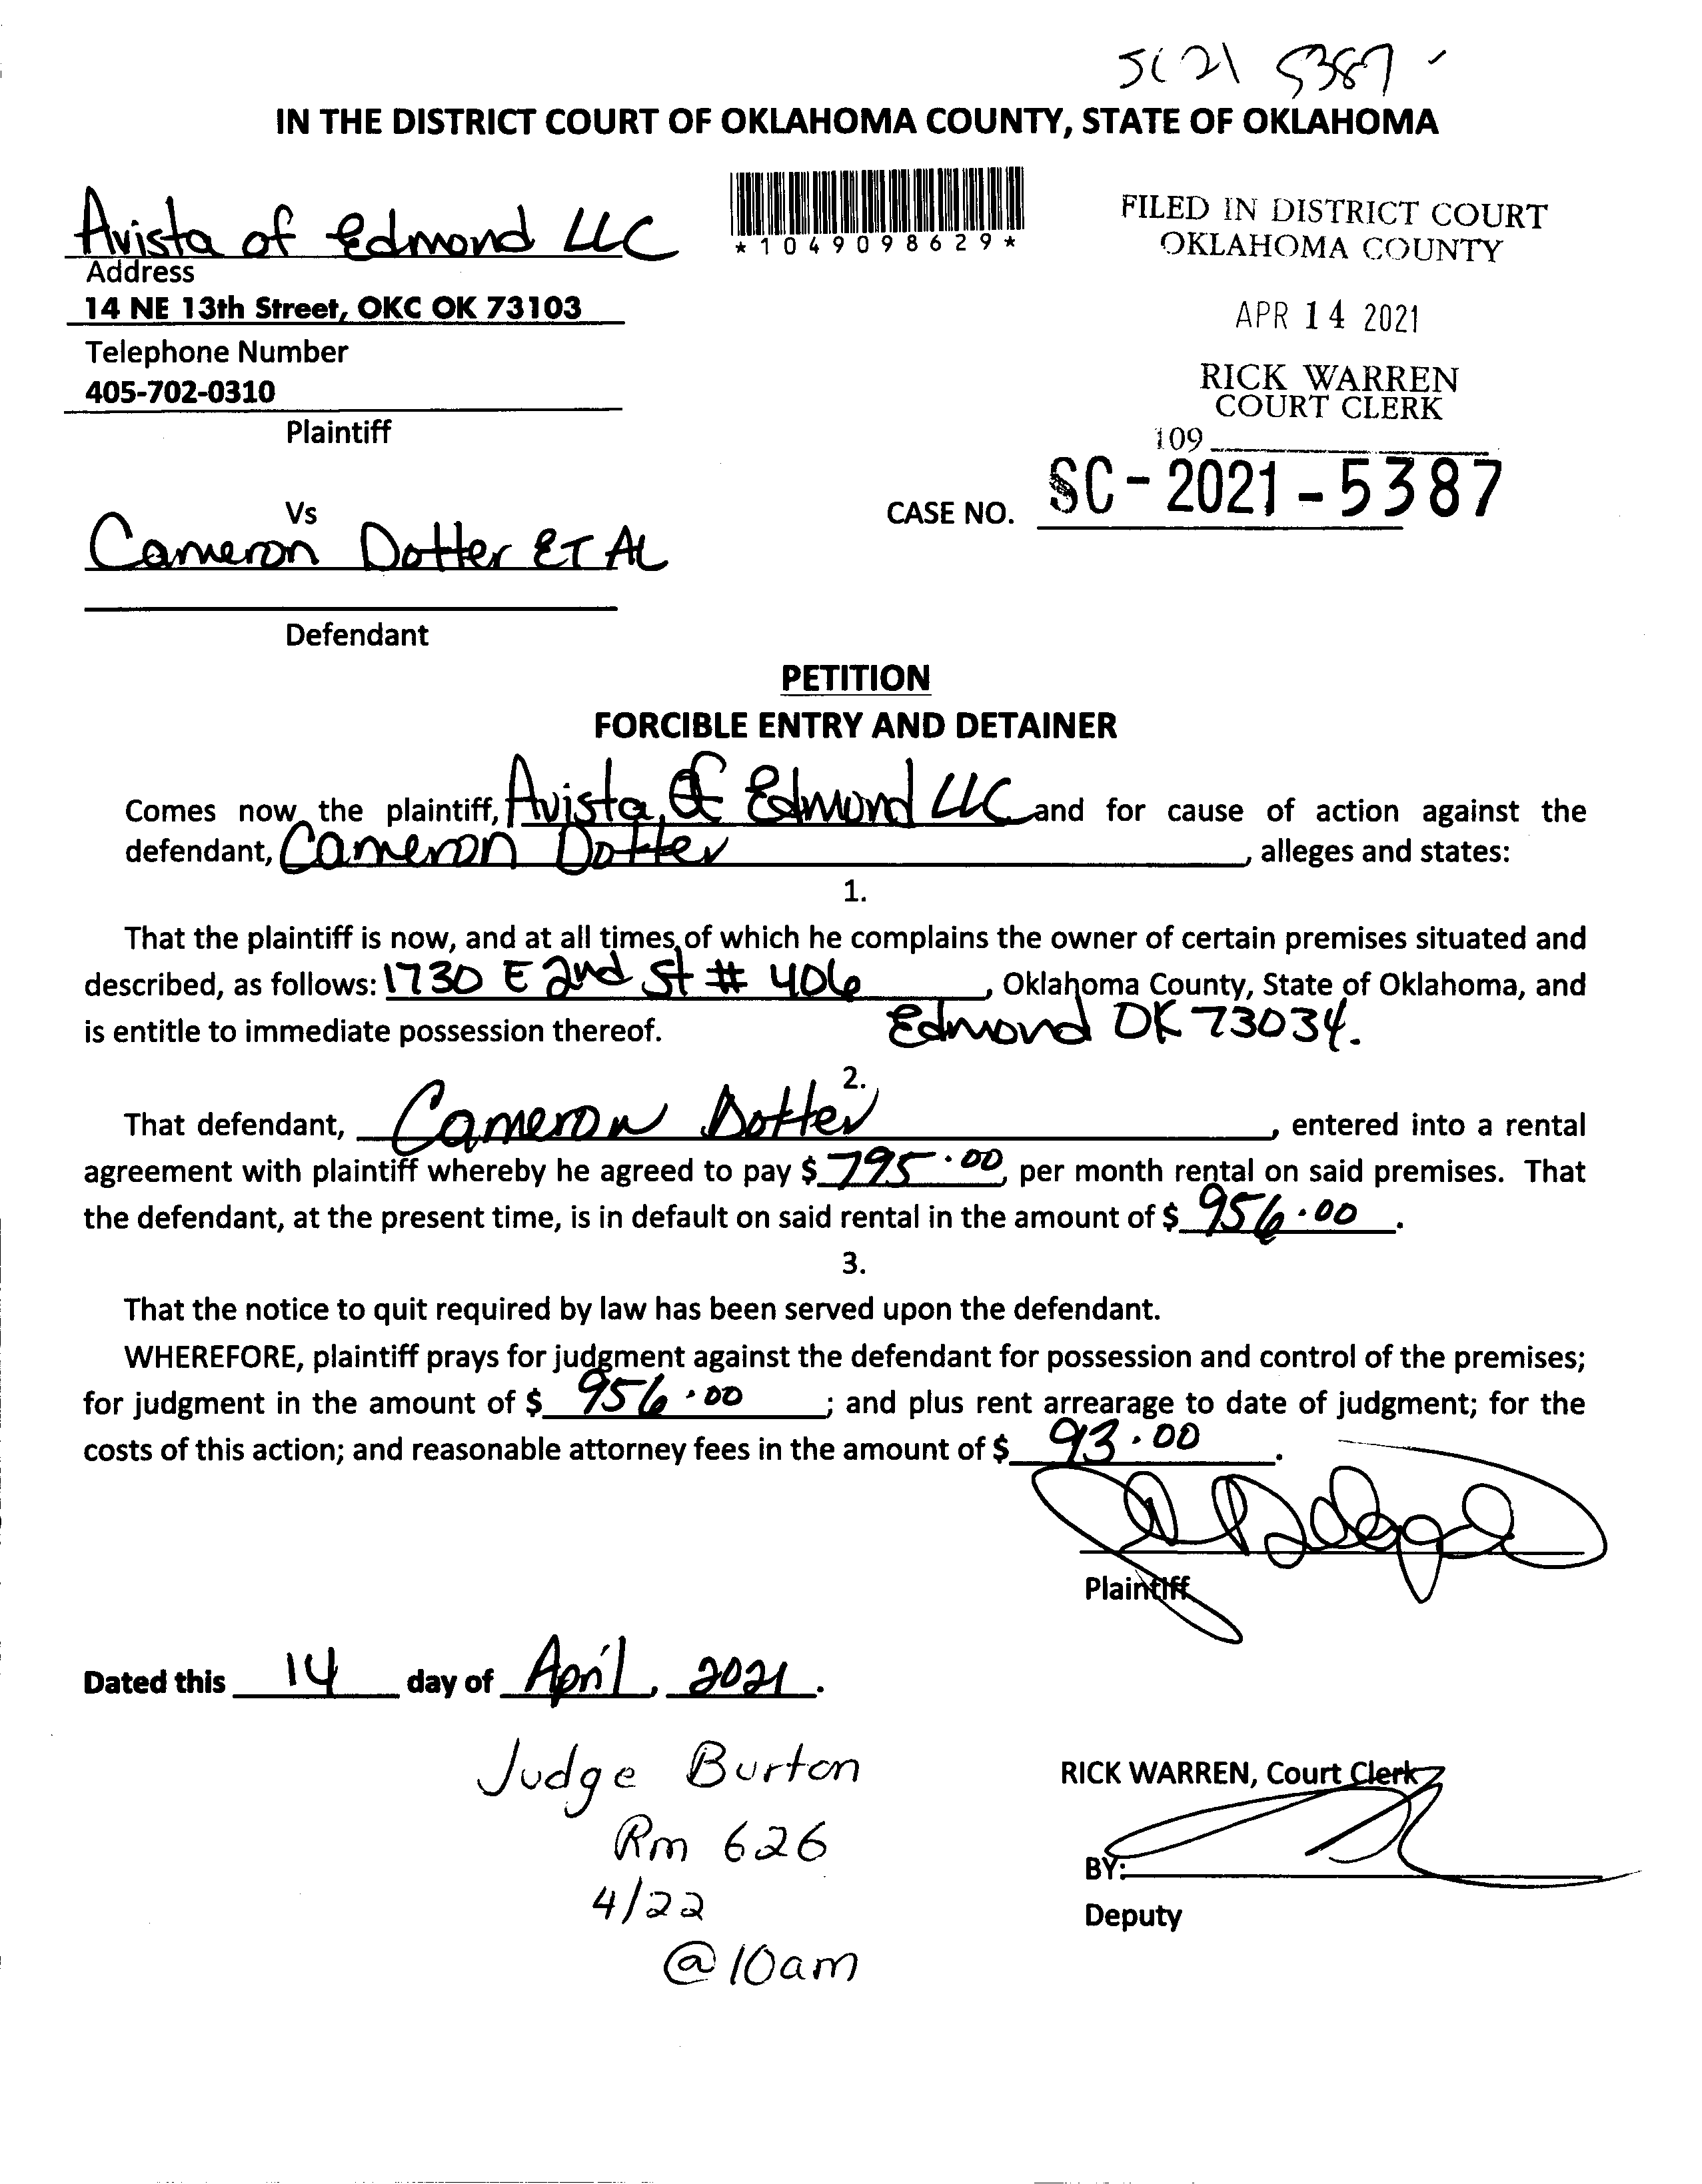 SC 21 5387
IN THE DISTRICT COURT OF OKLAHOMA COUNTY, STATE OF OKLAHOMA
Avista of Edmond LLC
Address
14 NE 13th Street, OKC OK 73103
Telephone Number
405-702-0310
Plaintiff
*1049098629*
FILED IN DISTRICT COURT
OKLAHOMA COUNTY
APR 14 2021
RICK WARREN
COURT CLERK
109
CASE NO. SC-2021-5387
Vs
Cameron Dotter ET AL
Defendant
PETITION
FORCIBLE ENTRY AND DETAINER
Comes now the plaintiff, Avista of Edmond LLC and for cause of action against the
defendant, Cameron Dotter, alleges and states:
1.
That the plaintiff is now, and at all times of which he complains the owner of certain premises situated and
described, as follows: 1730 E 2nd St # 406, Oklahoma County, State of Oklahoma, and
is entitle to immediate possession thereof. Edmond OK 73034.
2.
That defendant, Cameron Dotter, entered into a rental
agreement with plaintiff whereby he agreed to pay $ 795.00, per month rental on said premises. That
the defendant, at the present time, is in default on said rental in the amount of $ 956.00.
3.
That the notice to quit required by law has been served upon the defendant.
WHEREFORE, plaintiff prays for judgment against the defendant for possession and control of the premises;
for judgment in the amount of $ 956.00; and plus rent arrearage to date of judgment; for the
costs of this action; and reasonable attorney fees in the amount of $ 93.00.
Plaintiff
Dated this 14 day of April, 2021.
Judge Burton
Rm 626
4/22
@10am
RICK WARREN, Court Clerk
BY:
Deputy